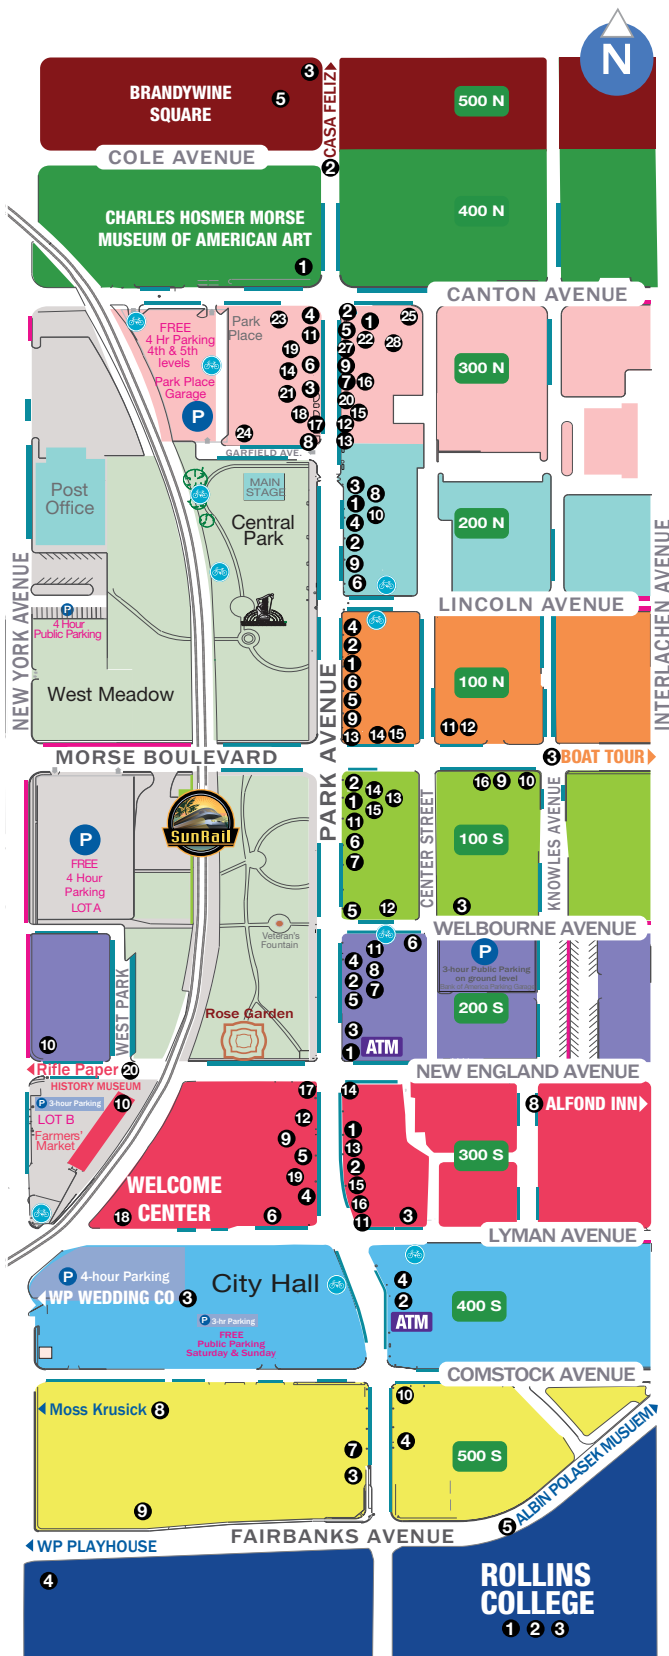 N
3
BRANDYWINE
SQUARE
5
CASA FELIZ
500 N
COLE AVENUE
2
400 N
CHARLES HOSMER MORSE
MUSEUM OF AMERICAN ART
1
CANTON AVENUE
FREE
4 Hr Parking
4th & 5th
levels
Park Place
Garage
P
Park
Place
23
4
11
19
14
6
21
3
18
17
24
8
GARFIELD AVE.
2
1
25
5
22
27
28
9
7
16
20
15
12
13
300 N
Post
Office
MAIN
STAGE
Central
Park
3
8
1
10
4
2
9
6
200 N
NEW YORK AVENUE
INTERLACHEN AVENUE
P
4 Hour
Public Parking
LINCOLN AVENUE
West Meadow
PARK AVENUE
4
2
1
6
5
9
13
14
15
100 N
11
12
MORSE BOULEVARD
3
BOAT TOUR
SunRail
P
FREE
4 Hour
Parking
LOT A
2
14
13
1
15
11
6
7
5
12
CENTER STREET
16
9
10
100 S
3
KNOWLES AVENUE
Veteran's
Fountain
WELBOURNE AVENUE
WEST PARK
10
Rose Garden
11
6
4
8
2
7
5
3
1
ATM
P
3-hour Public Parking
on ground level
200 S
Rifle Paper
20
NEW ENGLAND AVENUE
HISTORY MUSEUM
P
3-hour Parking
10
LOT B
Farmers'
Market
17
12
9
5
19
4
6
WELCOME
CENTER
18
14
1
13
2
15
16
11
3
300 S
8
ALFOND INN
LYMAN AVENUE
P
4-hour Parking
WP WEDDING CO
3
City Hall
P
3-hr Parking
FREE
Public Parking
Saturday & Sunday
4
2
ATM
400 S
COMSTOCK AVENUE
Moss Krusick
8
7
3
9
10
4
500 S
ALBIN POLASEK MUSUEM
5
FAIRBANKS AVENUE
WP PLAYHOUSE
4
ROLLINS
COLLEGE
1
2
3